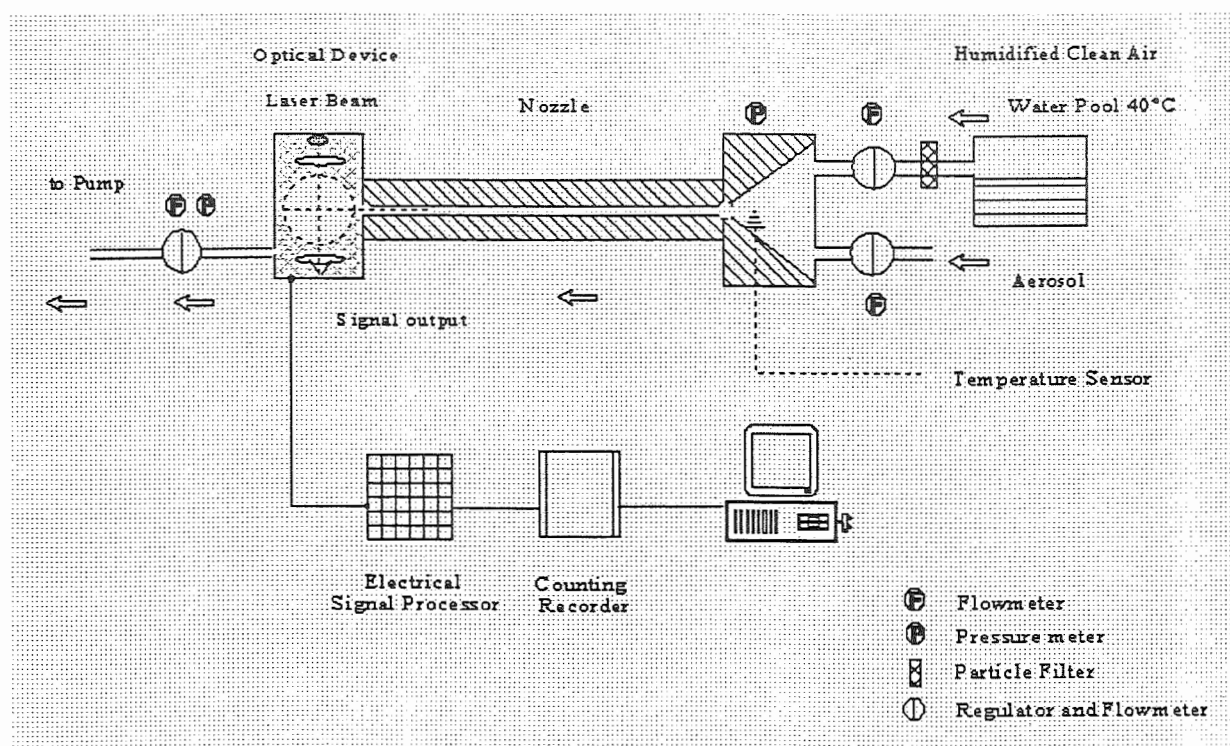 Optical Device
Humidified Clean Air
Laser Beam
Nozzle
P
F
Water Pool 40°C
to Pump
F P
Aerosol
F
Signal output
Temperature Sensor
Electrical
Signal Processor
Counting
Recorder
F Flowmeter
P Pressure meter
Particle Filter
Regulator and Flowmeter